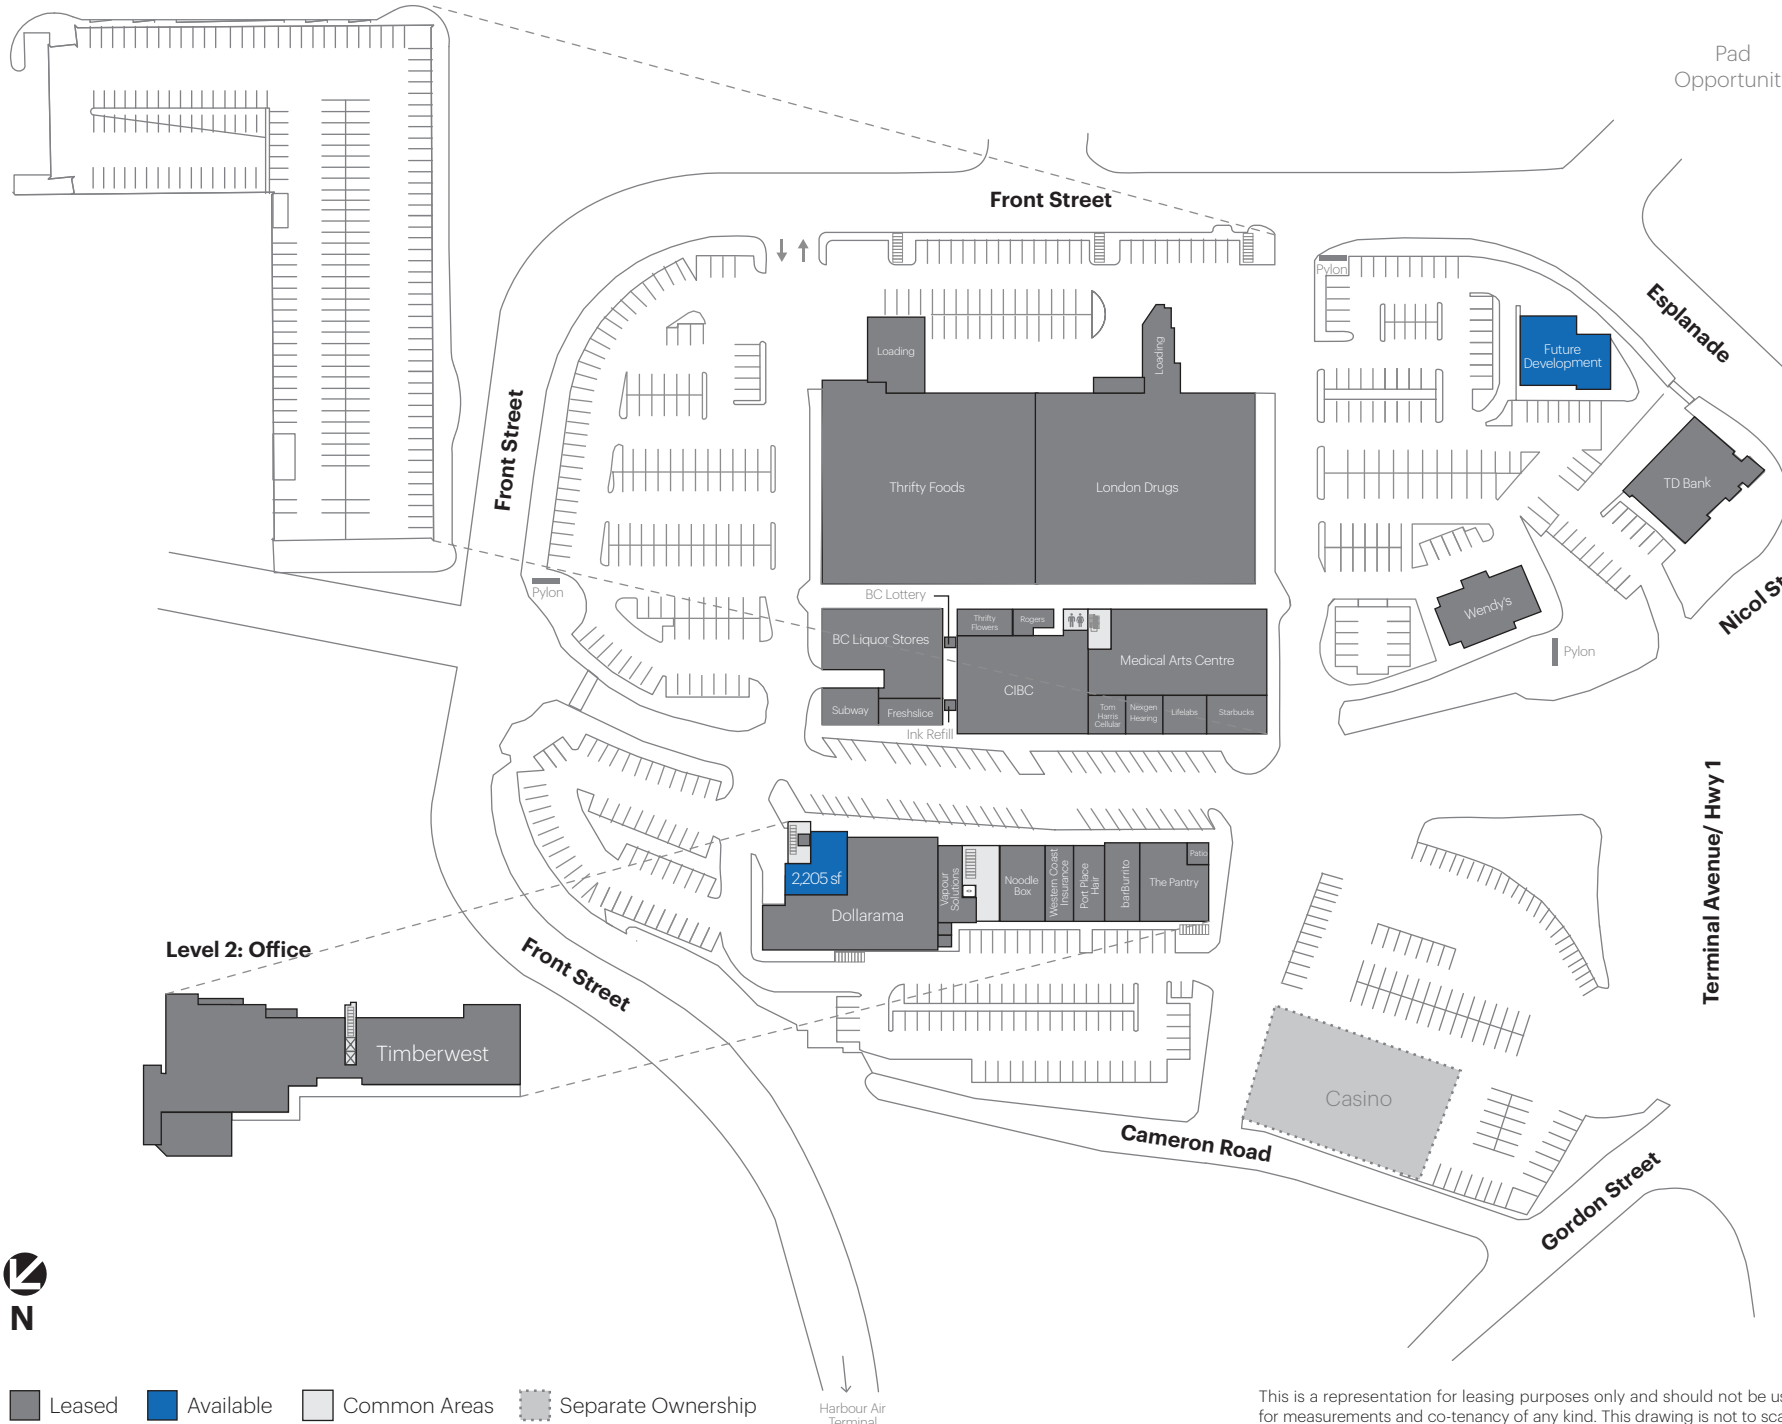 Pad
Opportunit
Front Street
Pylon
Esplanade
Loading
Loading
Future
Development
Front Street
Thrifty Foods
London Drugs
TD Bank
Pylon
BC Lottery
Wendy's
Nicol St
Thrifty
Flowers
Rogers
BC Liquor Stores
Medical Arts Centre
Pylon
CIBC
Subway
Freshslice
Tom
Harris
Cellular
Nexgen
Hearing
Lifelabs
Starbucks
Ink Refill
Terminal Avenue/ Hwy 1
2,205 sf
Dollarama
Vapour
Solutions
Noodle
Box
Western Coast
Insurance
Port Place
Hair
barBurrito
The Pantry
Patio
Level 2: Office
Front Street
Timberwest
Casino
Cameron Road
Gordon Street
N
Leased
Available
Common Areas
Separate Ownership
Harbour Air
Terminal
This is a representation for leasing purposes only and should not be us
for measurements and co-tenancy of any kind. This drawing is not to sca